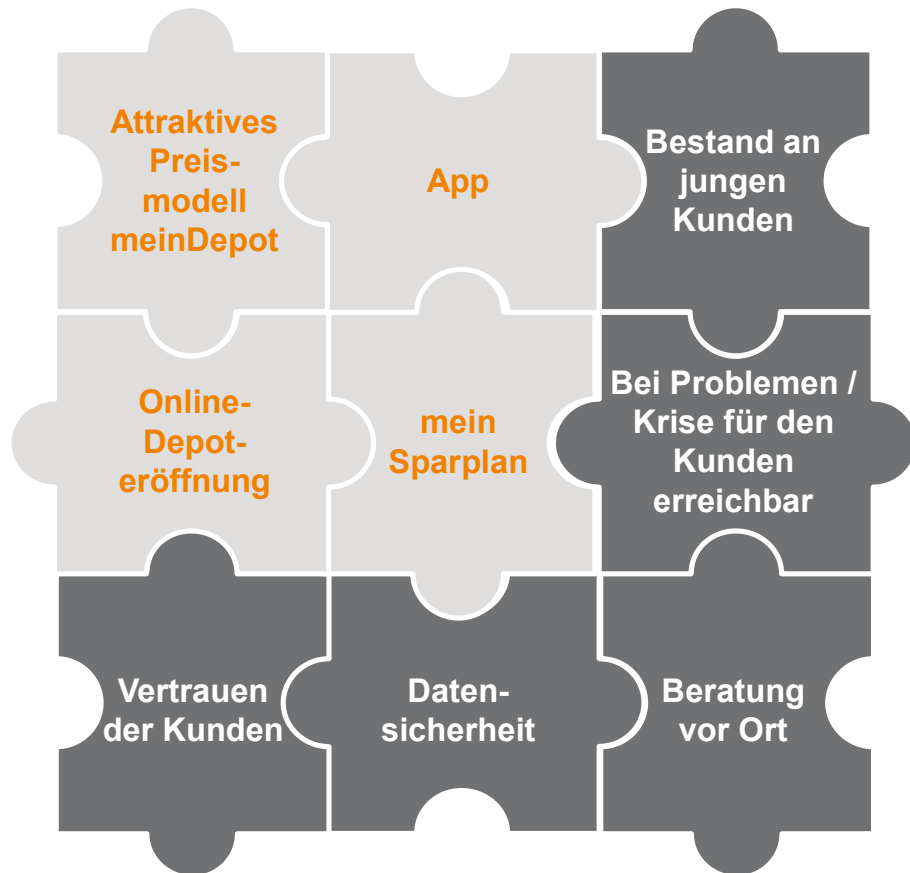 Attraktives
Preis-
modell
meinDepot
App
Bestand an
jungen
Kunden
Online-
Depot-
eröffnung
mein
Sparplan
Bei Problemen /
Krise für den
Kunden
erreichbar
Vertrauen
der Kunden
Daten-
sicherheit
Beratung
vor Ort